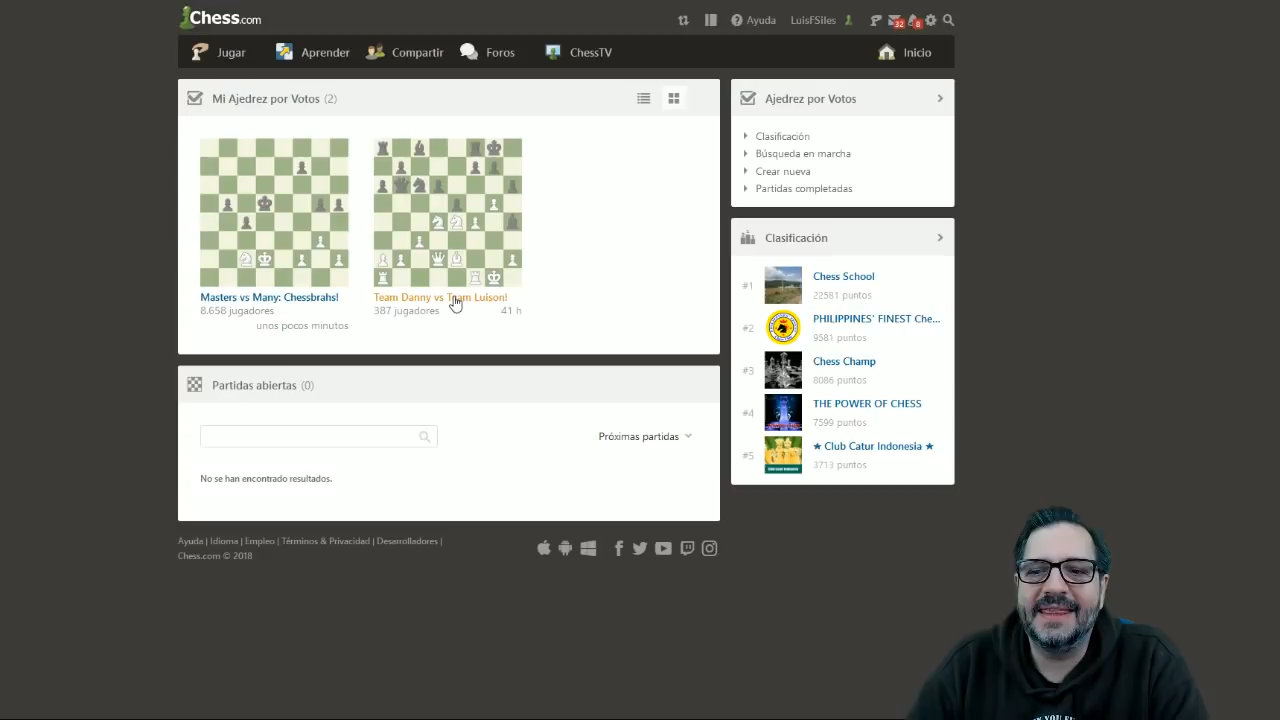 Chess.com
Ayuda
LuisFSiles
32
8
Jugar
Aprender
Compartir
Foros
ChessTV
Inicio
Mi Ajedrez por Votos (2)
Masters vs Many: Chessbrahs!
8.658 jugadores
unos pocos minutos
Team Danny vs Team Luison!
387 jugadores
41 h
Partidas abiertas (0)
Próximas partidas
No se han encontrado resultados.
Ajedrez por Votos
Clasificación
Búsqueda en marcha
Crear nueva
Partidas completadas
Clasificación
#1
Chess School
22581 puntos
#2
PHILIPPINES' FINEST Che...
9581 puntos
#3
Chess Champ
8086 puntos
#4
THE POWER OF CHESS
7599 puntos
#5
★ Club Catur Indonesia ★
3713 puntos
Ayuda | Idioma | Empleo | Términos & Privacidad | Desarrolladores |
Chess.com © 2018